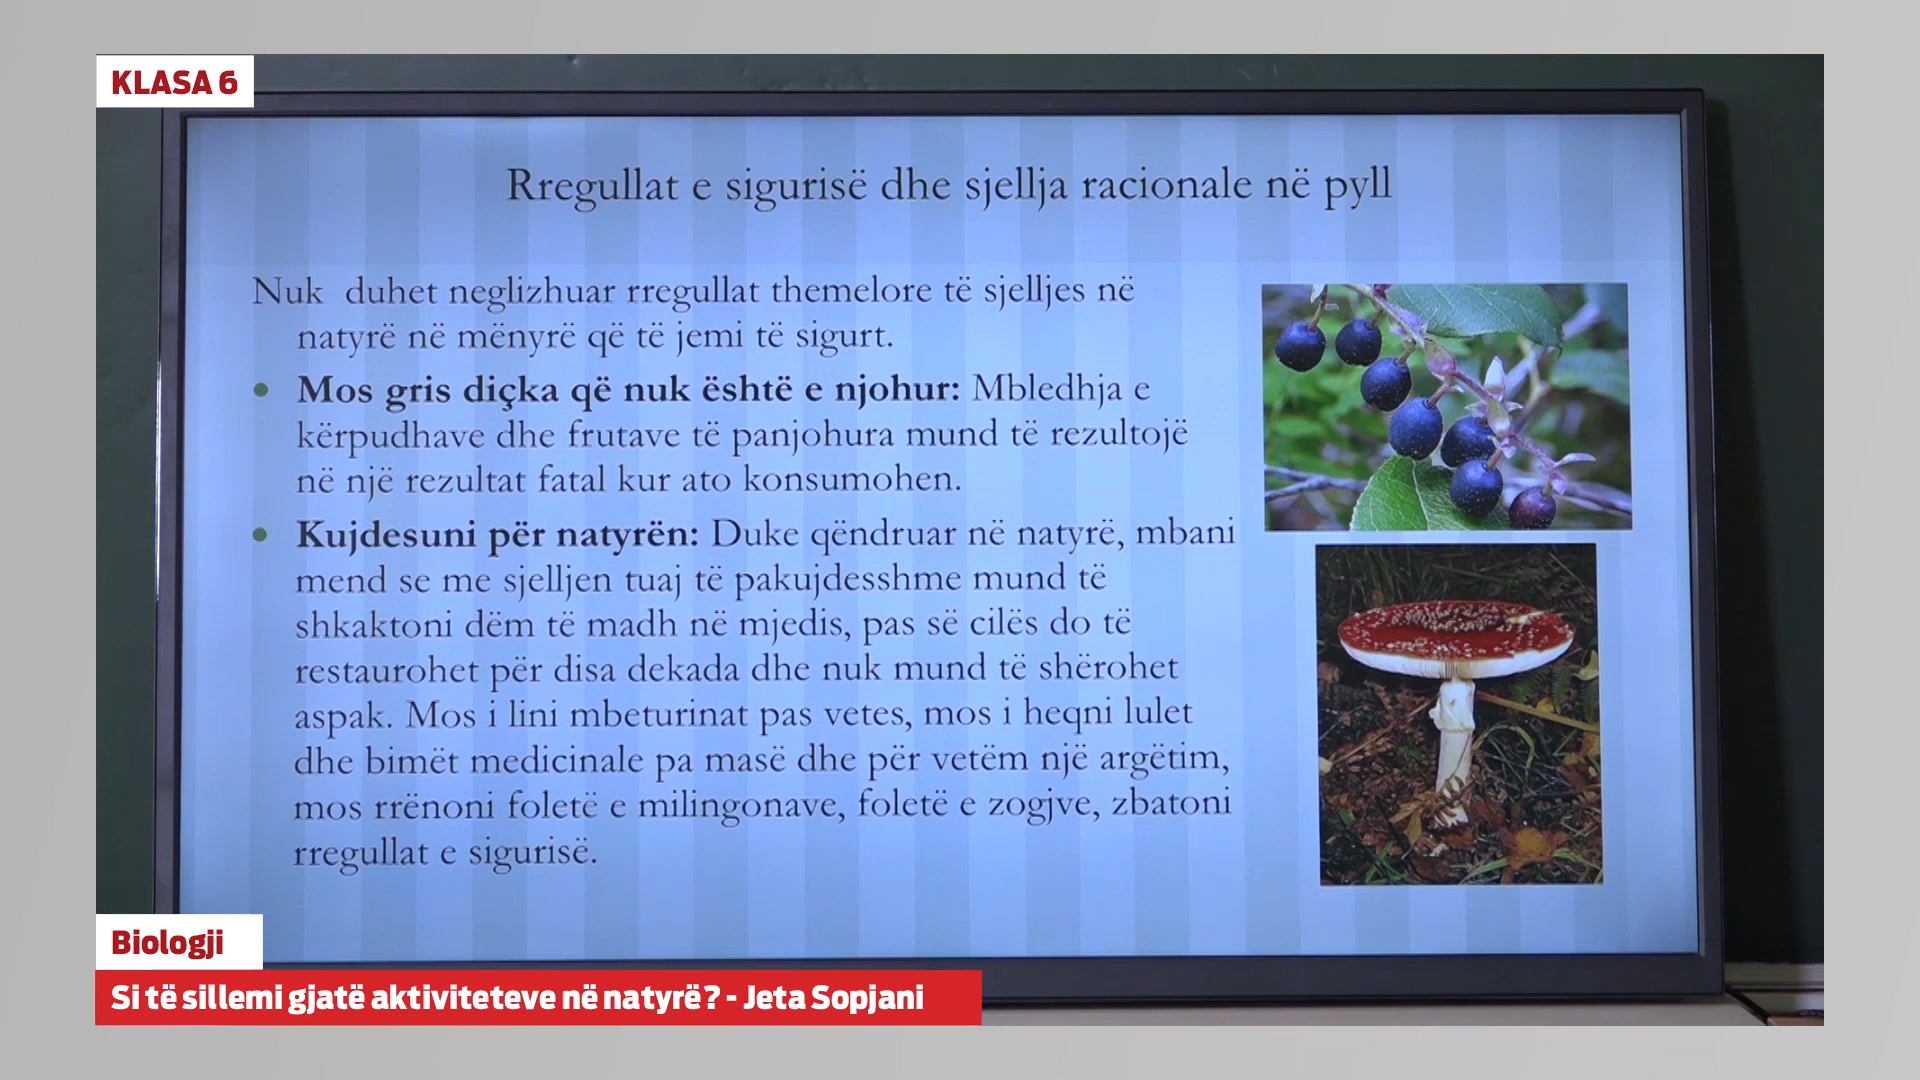 KLASA 6
Rregullat e sigurisë dhe sjellja racionale në pyll
Nuk duhet neglizhuar rregullat themelore të sjelljes në
natyrë në mënyrë që të jemi të sigurt.
• Mos gris diçka që nuk është e njohur: Mbledhja e
kërpudhave dhe frutave të panjohura mund të rezultojë
në një rezultat fatal kur ato konsumohen.
• Kujdesuni për natyrën: Duke qëndruar në natyrë, mbani
mend se me sjelljen tuaj të pakujdesshme mund të
shkaktoni dëm të madh në mjedis, pas së cilës do të
restaurohet për disa dekada dhe nuk mund të shërohet
aspak. Mos i lini mbeturinat pas vetes, mos i heqni lulet
dhe bimët medicinale pa masë dhe për vetëm një argëtim,
mos rrënoni foletë e milingonave, foletë e zogjve, zbatoni
rregullat e sigurisë.
Biologji
Si të sillemi gjatë aktiviteteve në natyrë? - Jeta Sopjani